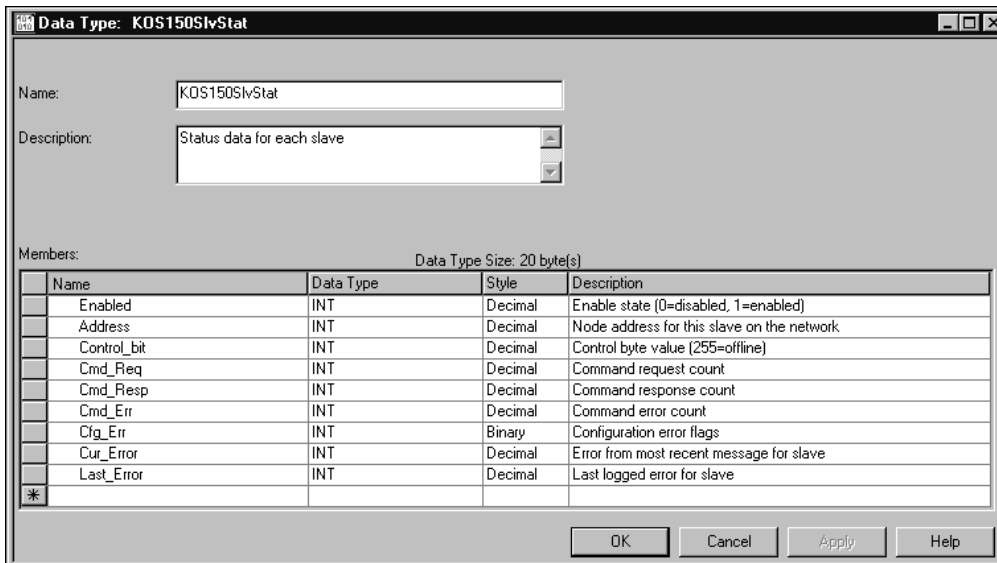 Data Type: KOS150SlvStat
Name: KOS150SlvStat
Description: Status data for each slave
Members: Data Type Size: 20 byte(s)
Name Data Type Style Description
Enabled INT Decimal Enable state (0=disabled, 1=enabled)
Address INT Decimal Node address for this slave on the network
Control_bit INT Decimal Control byte value (255=offline)
Cmd_Req INT Decimal Command request count
Cmd_Resp INT Decimal Command response count
Cmd_Err INT Decimal Command error count
Cfg_Err INT Binary Configuration error flags
Cur_Error INT Decimal Error from most recent message for slave
Last_Error INT Decimal Last logged error for slave
OK Cancel Apply Help